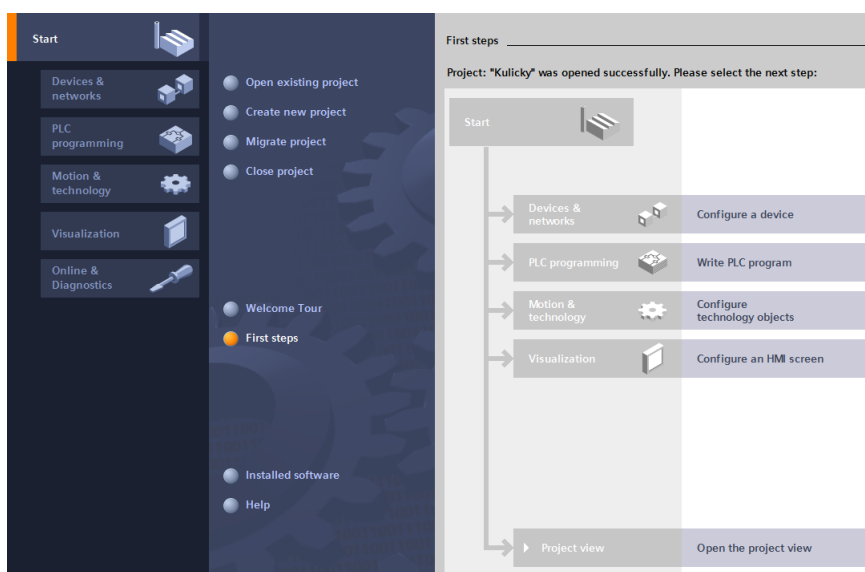 Start
Devices &
networks
PLC
programming
Motion &
technology
Visualization
Online &
Diagnostics
Open existing project
Create new project
Migrate project
Close project
Welcome Tour
First steps
Installed software
Help
First steps
Project: "Kulicky" was opened successfully. Please select the next step:
Start
Devices &
networks
Configure a device
PLC programming
Write PLC program
Motion &
technology
Configure
technology objects
Visualization
Configure an HMI screen
Project view
Open the project view